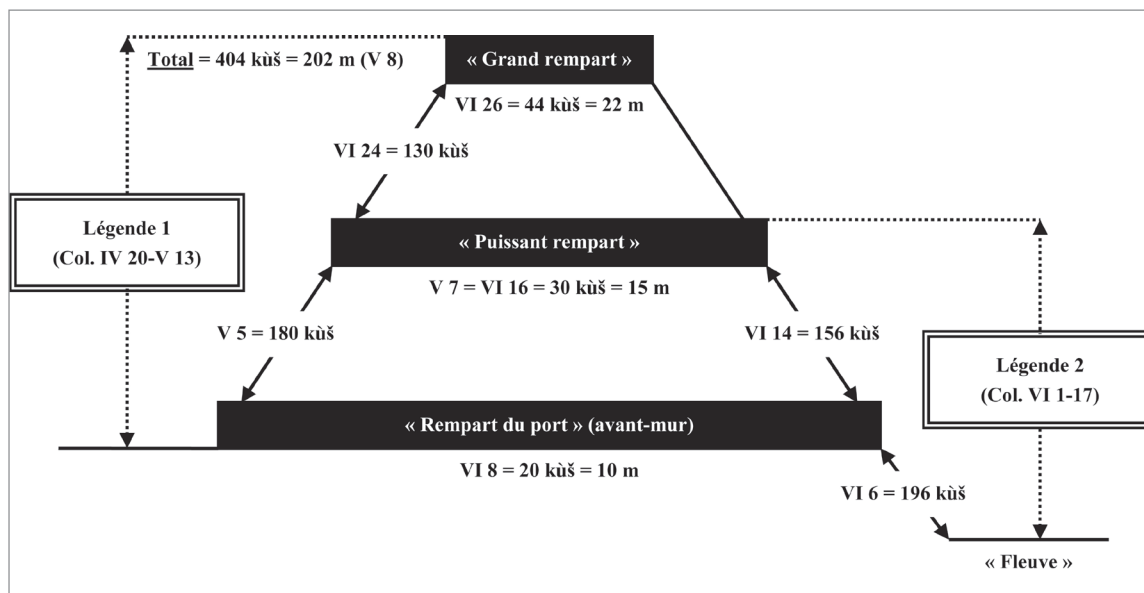 « Grand rempart »
Total = 404 kùš = 202 m (V 8)
VI 26 = 44 kùš = 22 m
VI 24 = 130 kùš
Légende 1
(Col. IV 20-V 13)
« Puissant rempart »
V 7 = VI 16 = 30 kùš = 15 m
V 5 = 180 kùš
VI 14 = 156 kùš
Légende 2
(Col. VI 1-17)
« Rempart du port » (avant-mur)
VI 8 = 20 kùš = 10 m
VI 6 = 196 kùš
« Fleuve »